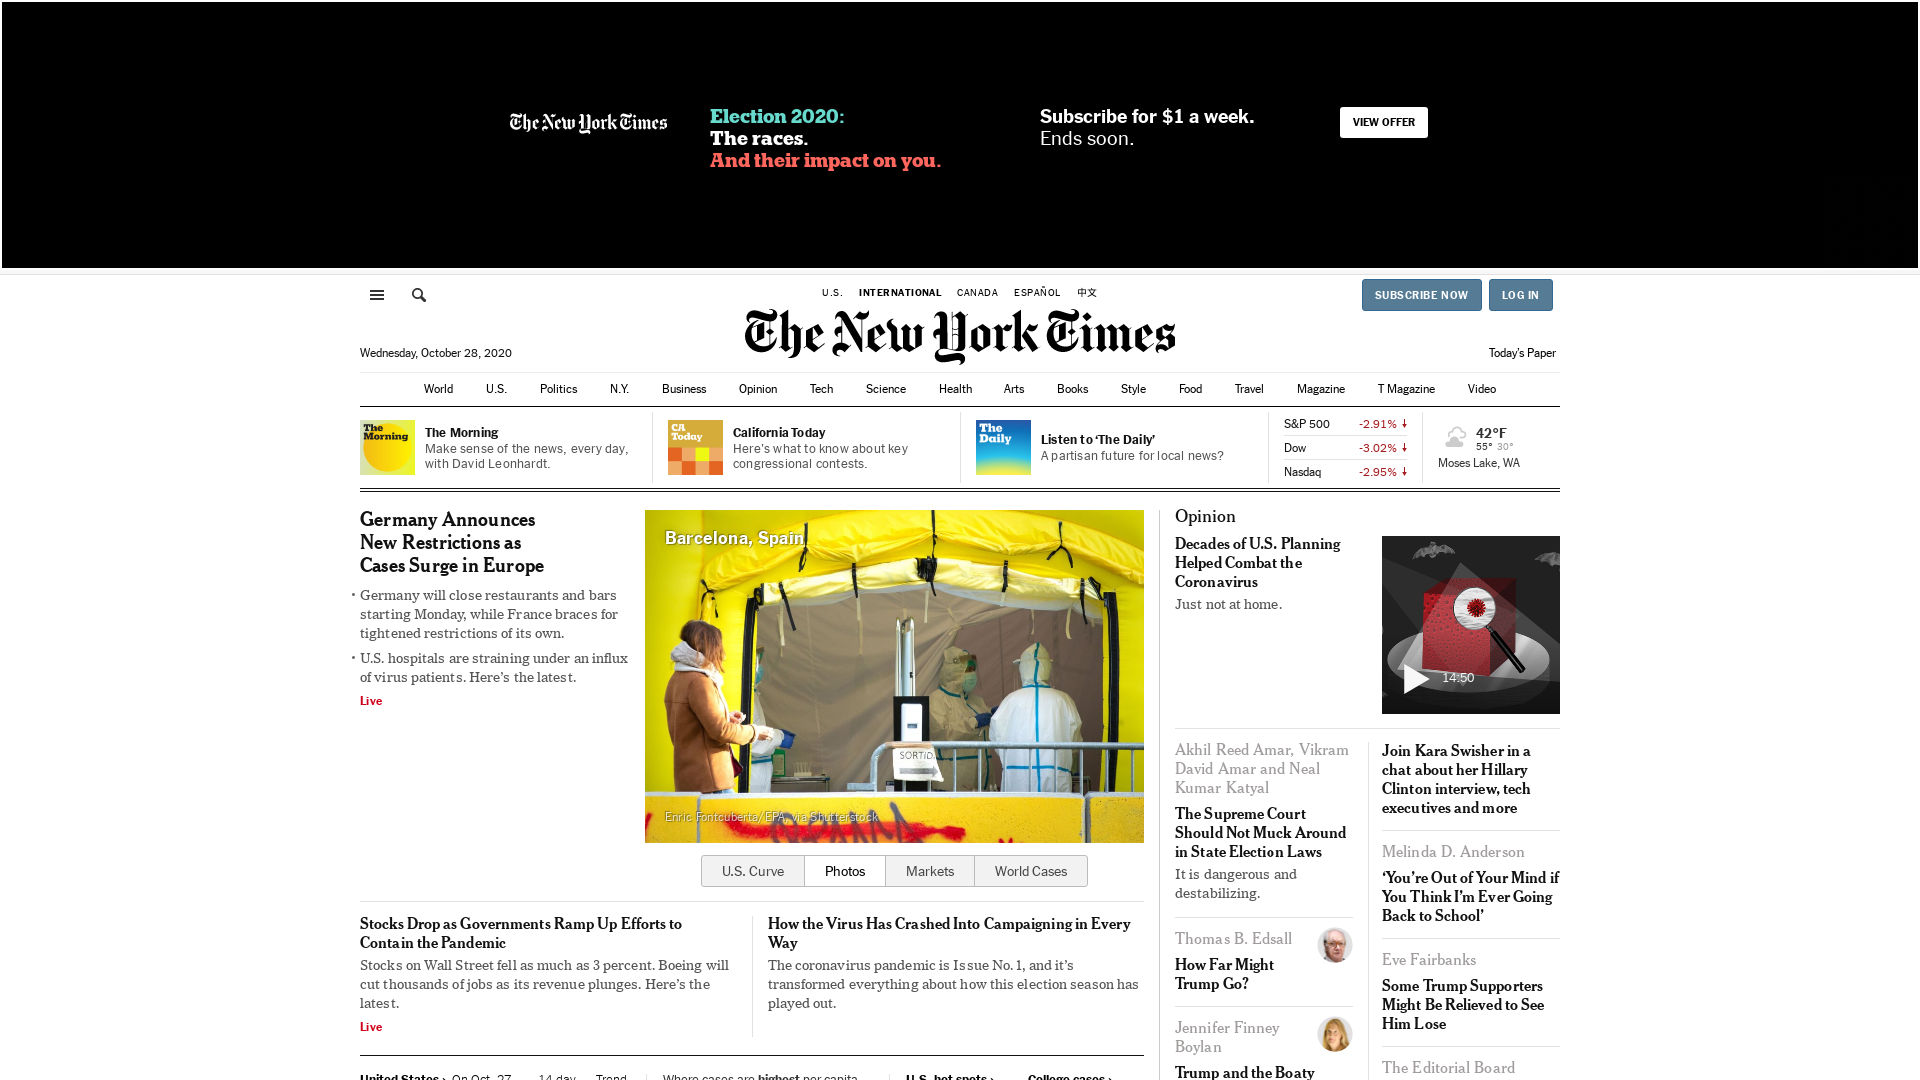 The New York Times
Election 2020:
The races.
And their impact on you.
Subscribe for $1 a week.
Ends soon.
VIEW OFFER
U.S.
INTERNATIONAL
CANADA
ESPAÑOL
中文
SUBSCRIBE NOW
LOG IN
The New York Times
Wednesday, October 28, 2020
Today's Paper
World U.S. Politics N.Y. Business Opinion Tech Science Health Arts Books Style Food Travel Magazine T Magazine Video
The Morning
The Morning
Make sense of the news, every day,
with David Leonhardt.
CA
Today
California Today
Here's what to know about key
congressional contests.
The
Daily
Listen to ‘The Daily’
A partisan future for local news?
S&P 500 -2.91%
Dow -3.02%
Nasdaq -2.95%
42°F
55° 30°
Moses Lake, WA
Germany Announces
New Restrictions as
Cases Surge in Europe
Germany will close restaurants and bars
starting Monday, while France braces for
tightened restrictions of its own.
U.S. hospitals are straining under an influx
of virus patients. Here’s the latest.
Live
Barcelona, Spain
SORTIDA
Enric Fontcuberta/EPA, via Shutterstock
U.S. Curve
Photos
Markets
World Cases
Stocks Drop as Governments Ramp Up Efforts to
Contain the Pandemic
Stocks on Wall Street fell as much as 3 percent. Boeing will
cut thousands of jobs as its revenue plunges. Here’s the
latest.
Live
How the Virus Has Crashed Into Campaigning in Every
Way
The coronavirus pandemic is Issue No. 1, and it’s
transformed everything about how this election season has
played out.
United States › On Oct. 27 14-day Trend
Where cases are highest per capita
U.S. hot spots ›
College cases ›
Opinion
Decades of U.S. Planning
Helped Combat the
Coronavirus
Just not at home.
14:50
Akhil Reed Amar, Vikram
David Amar and Neal
Kumar Katyal
The Supreme Court
Should Not Muck Around
in State Election Laws
It is dangerous and
destabilizing.
Thomas B. Edsall
How Far Might
Trump Go?
Jennifer Finney
Boylan
Trump and the Boaty
Join Kara Swisher in a
chat about her Hillary
Clinton interview, tech
executives and more
Melinda D. Anderson
‘You’re Out of Your Mind if
You Think I’m Ever Going
Back to School’
Eve Fairbanks
Some Trump Supporters
Might Be Relieved to See
Him Lose
The Editorial Board